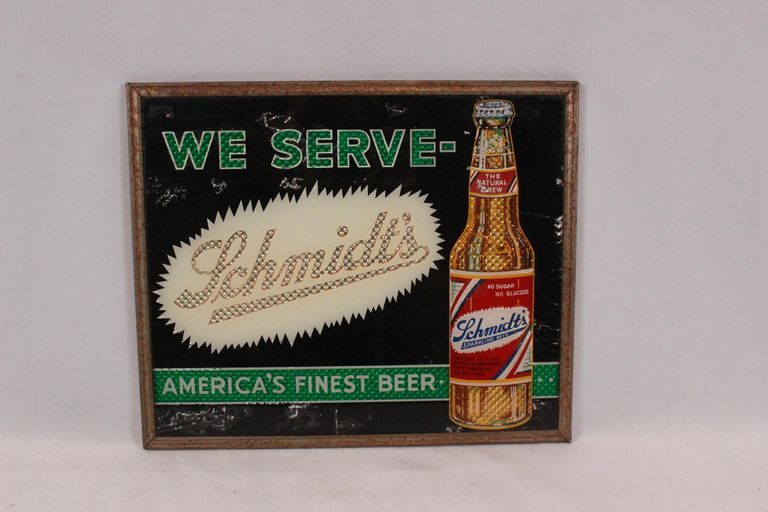 WE SERVE-
Schmidt's
AMERICA'S FINEST BEER
THE
NATURAL
BREW
NO SUGAR
NO GLUCOSE
Schmidt's
SPARKLING BEER